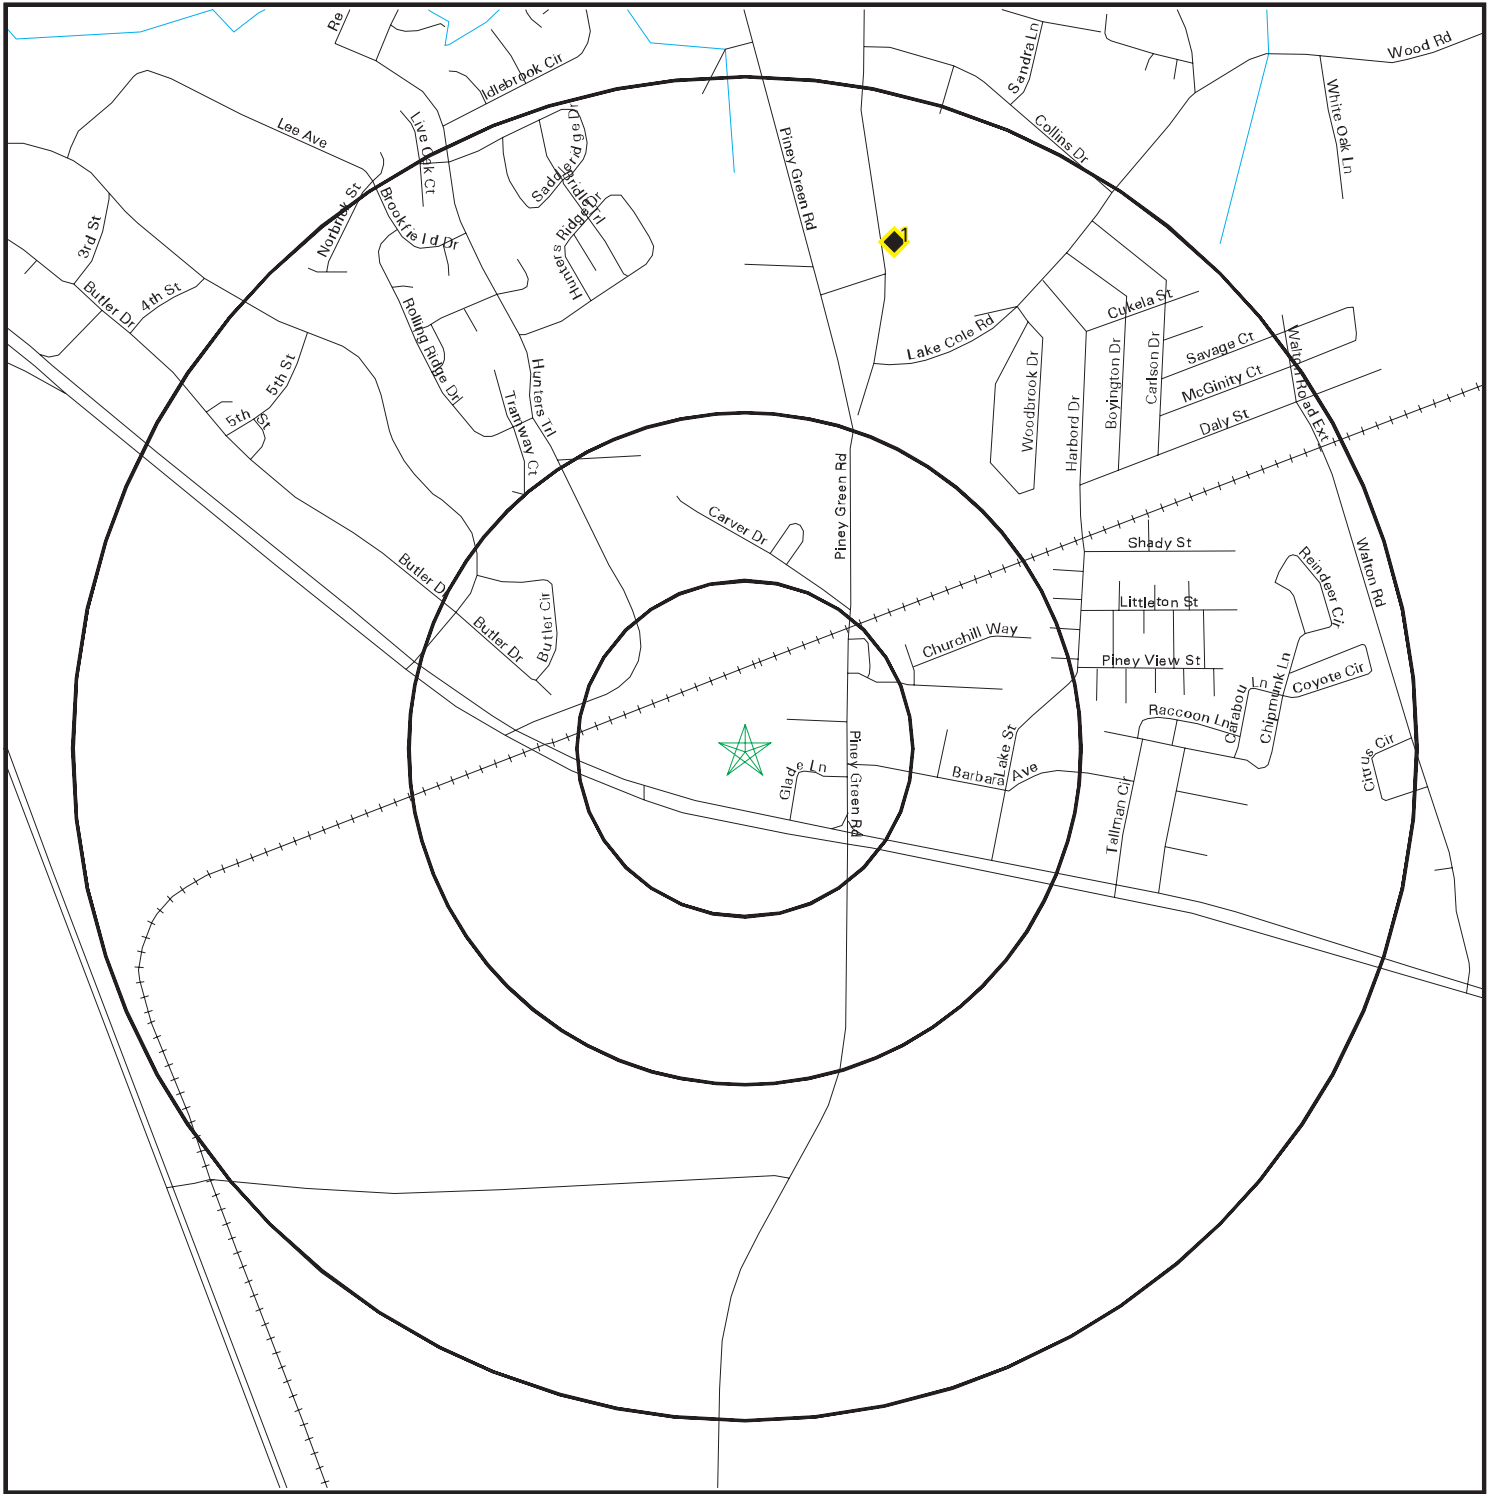 Re
Idlebrook Cir
Sandra Ln
Wood Rd
White Oak Ln
Lee Ave
Live Oak Ct
Saddleridge Dr
Bridle Trl
Piney Green Rd
Collins Dr
Norbrick St
Brookfield Dr
Hunters Ridge Dr
3rd St
1
4th St
Butler Dr
Rolling Ridge Dr
Lake Cole Rd
Cukela St
Savage Ct
McGinity Ct
Daly St
Walton Road Ext
Woodbrook Dr
Harbord Dr
Boyington Dr
Carlson Dr
5th St
5th St
Hunters Trl
Tramway Ct
Carver Dr
Piney Green Rd
Shady St
Reindeer Cir
Walton Rd
Butler Dr
Butler Dr
Butler Cir
Littleton St
Churchill Way
Piney View St
Carabou Ln
Chipmunk Ln
Coyote Cir
Raccoon Ln
Citrus Cir
Glade Ln
Piney Green Rd
Lake St
Barbara Ave
Tallman Cir